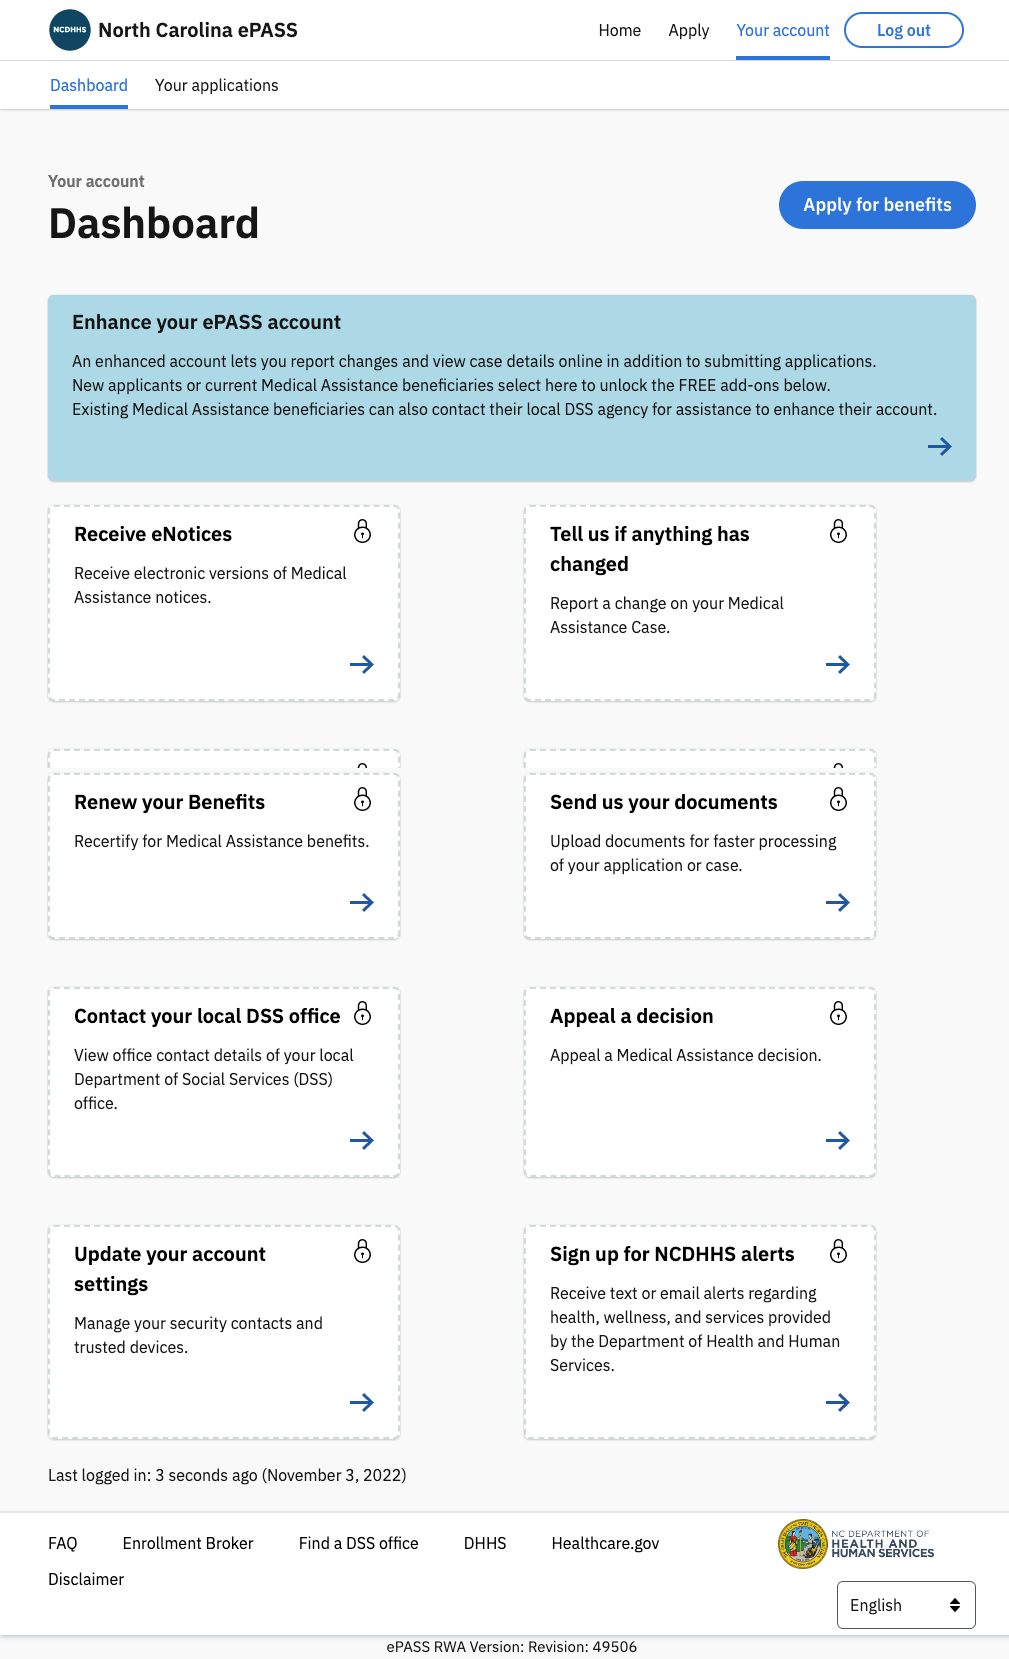 NCDHHS North Carolina ePASS
Home Apply Your account Log out
Dashboard Your applications
Your account
Dashboard
Apply for benefits
Enhance your ePASS account
An enhanced account lets you report changes and view case details online in addition to submitting applications.
New applicants or current Medical Assistance beneficiaries select here to unlock the FREE add-ons below.
Existing Medical Assistance beneficiaries can also contact their local DSS agency for assistance to enhance their account.
Receive eNotices
Receive electronic versions of Medical
Assistance notices.
Tell us if anything has
changed
Report a change on your Medical
Assistance Case.
Renew your Benefits
Recertify for Medical Assistance benefits.
Send us your documents
Upload documents for faster processing
of your application or case.
Contact your local DSS office
View office contact details of your local
Department of Social Services (DSS)
office.
Appeal a decision
Appeal a Medical Assistance decision.
Update your account
settings
Manage your security contacts and
trusted devices.
Sign up for NCDHHS alerts
Receive text or email alerts regarding
health, wellness, and services provided
by the Department of Health and Human
Services.
Last logged in: 3 seconds ago (November 3, 2022)
FAQ Enrollment Broker Find a DSS office DHHS Healthcare.gov
Disclaimer
NC DEPARTMENT OF
HEALTH AND
HUMAN SERVICES
English
ePASS RWA Version: Revision: 49506